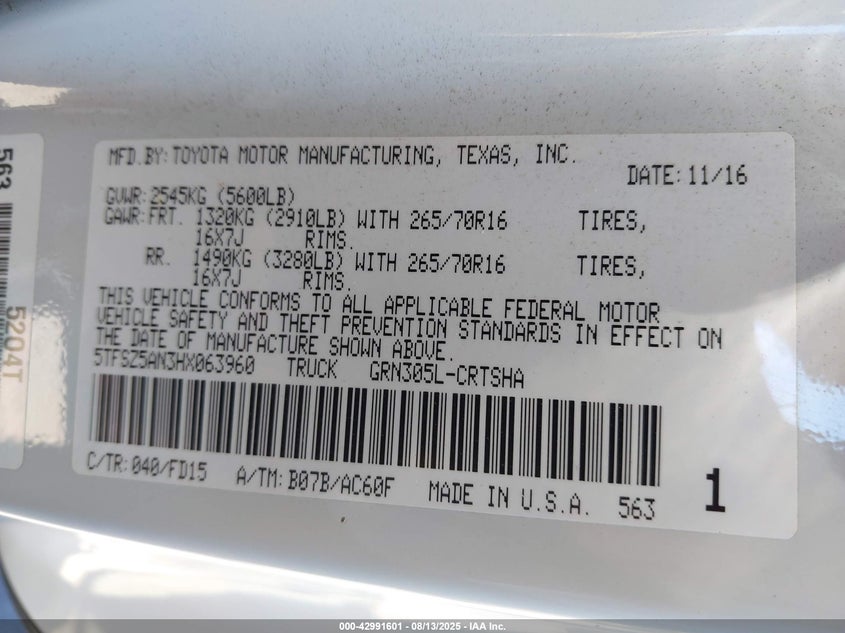 MFD.BY:TOYOTA MOTOR MANUFACTURING, TEXAS, INC.
DATE:11/16
GVWR:2545KG (5600LB)
GAWR:FRT. 1320KG (2910LB) WITH 265/70R16 TIRES,
16X7J RIMS.
RR. 1490KG (3280LB) WITH 265/70R16 TIRES,
16X7J RIMS.
THIS VEHICLE CONFORMS TO ALL APPLICABLE FEDERAL MOTOR
VEHICLE SAFETY AND THEFT PREVENTION STANDARDS IN EFFECT ON
THE DATE OF MANUFACTURE SHOWN ABOVE.
5TFSZ5AN3HX063960 TRUCK GRN305L-CRTSHA
C/TR:040/FD15 A/TM:B07B/AC60F MADE IN U.S.A. 563
1
563
5204T
000-42991601 - 08/13/2025 - IAA Inc.